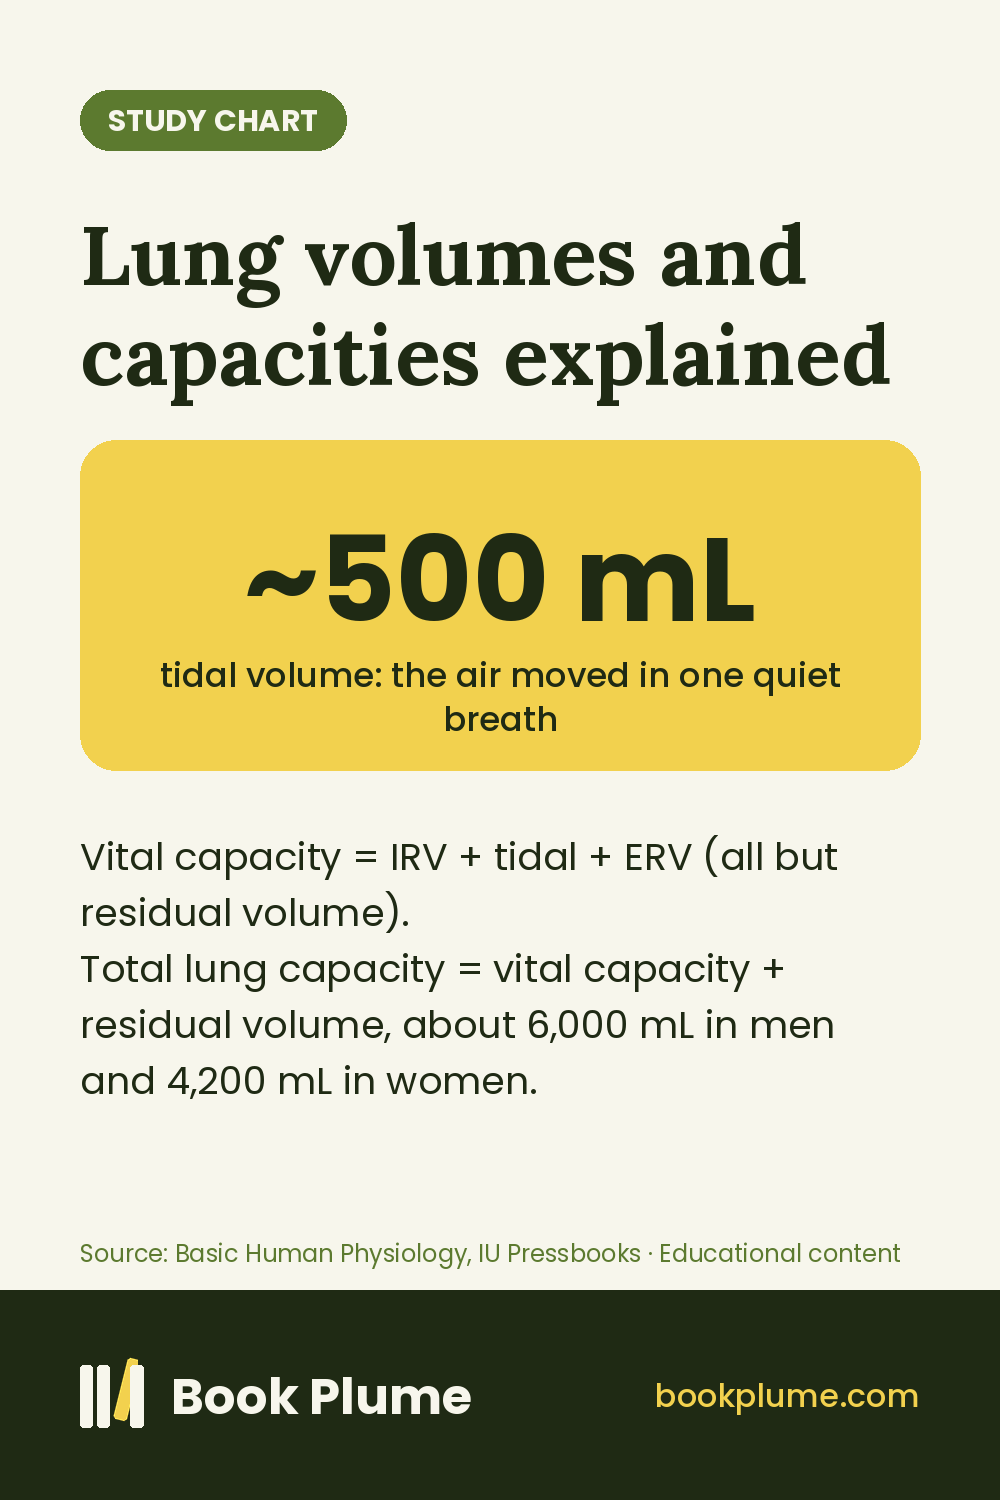 STUDY CHART
Lung volumes and
capacities explained
~500 mL
tidal volume: the air moved in one quiet
breath
Vital capacity = IRV + tidal + ERV (all but
residual volume).
Total lung capacity = vital capacity +
residual volume, about 6,000 mL in men
and 4,200 mL in women.
Source: Basic Human Physiology, IU Pressbooks · Educational content
Book Plume
bookplume.com